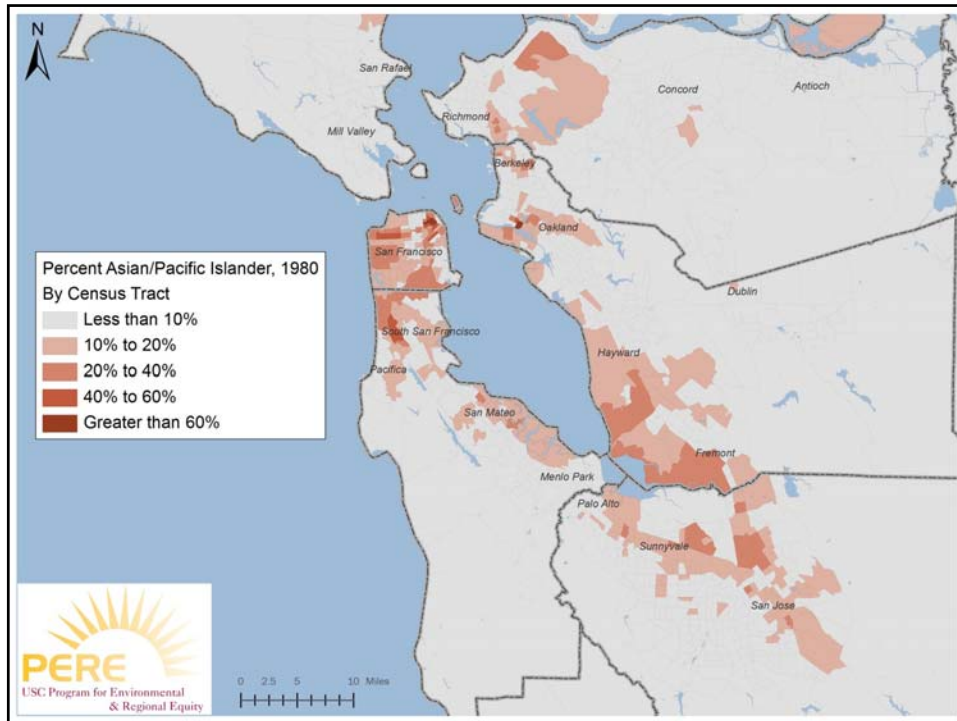 N
San Rafael
Concord
Antioch
Richmond
Mill Valley
Berkeley
Oakland
San Francisco
Dublin
Percent Asian/Pacific Islander, 1980
By Census Tract
Less than 10%
10% to 20%
20% to 40%
40% to 60%
Greater than 60%
South San Francisco
Hayward
Pacifica
San Mateo
Fremont
Menlo Park
Palo Alto
Sunnyvale
San Jose
PERE
USC Program for Environmental
& Regional Equity
0 2.5 5 10 Miles